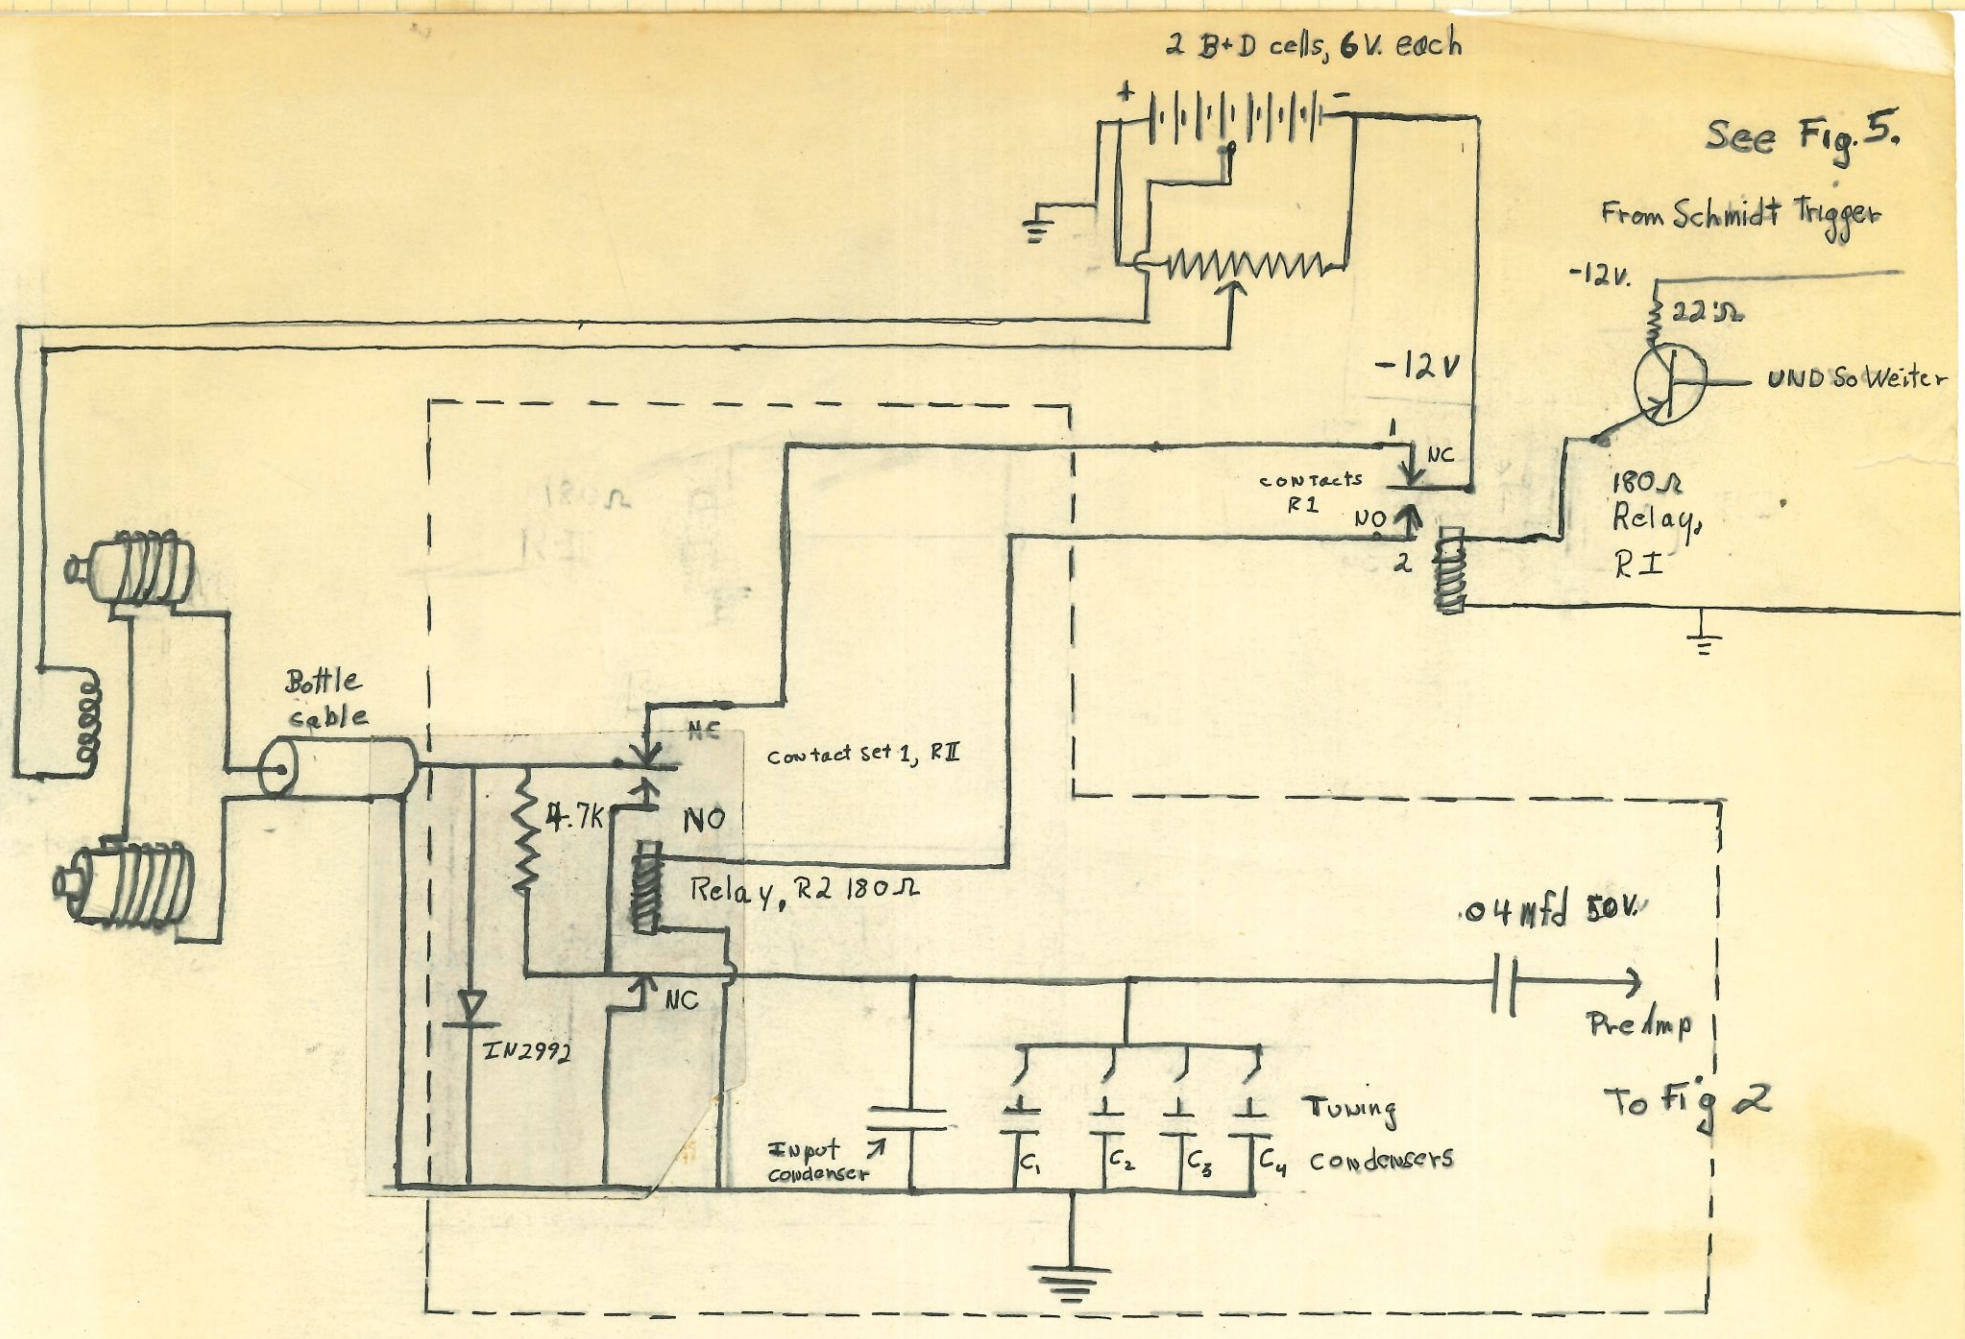 2 B+D cells, 6V. each
+ -
See Fig. 5.
From Schmidt Trigger
-12V.
22Ω
UND So Weiter
-12V
1
NC
contacts
R1
NO
2
180Ω
Relay,
RI
Bottle
cable
NC
contact set 1, RII
4.7K
NO
Relay, R2 180Ω
.04 mfd 50V.
NC
PreAmp
IN2992
To Fig 2
Tuning
Input
condenser
C1
C2
C3
C4
condensers